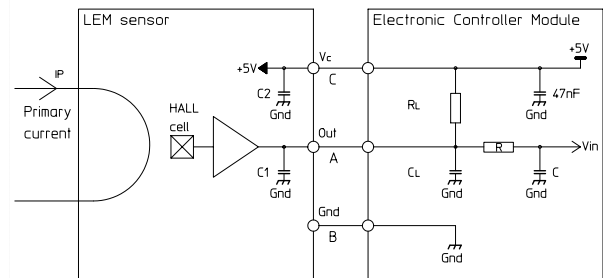 LEM sensor
Electronic Controller Module
IP
Primary
current
HALL
cell
+5V
C2
Gnd
C1
Gnd
Vc
C
Out
A
Gnd
B
+5V
RL
47nF
Gnd
R
Vin
CL
Gnd
C
Gnd
Gnd